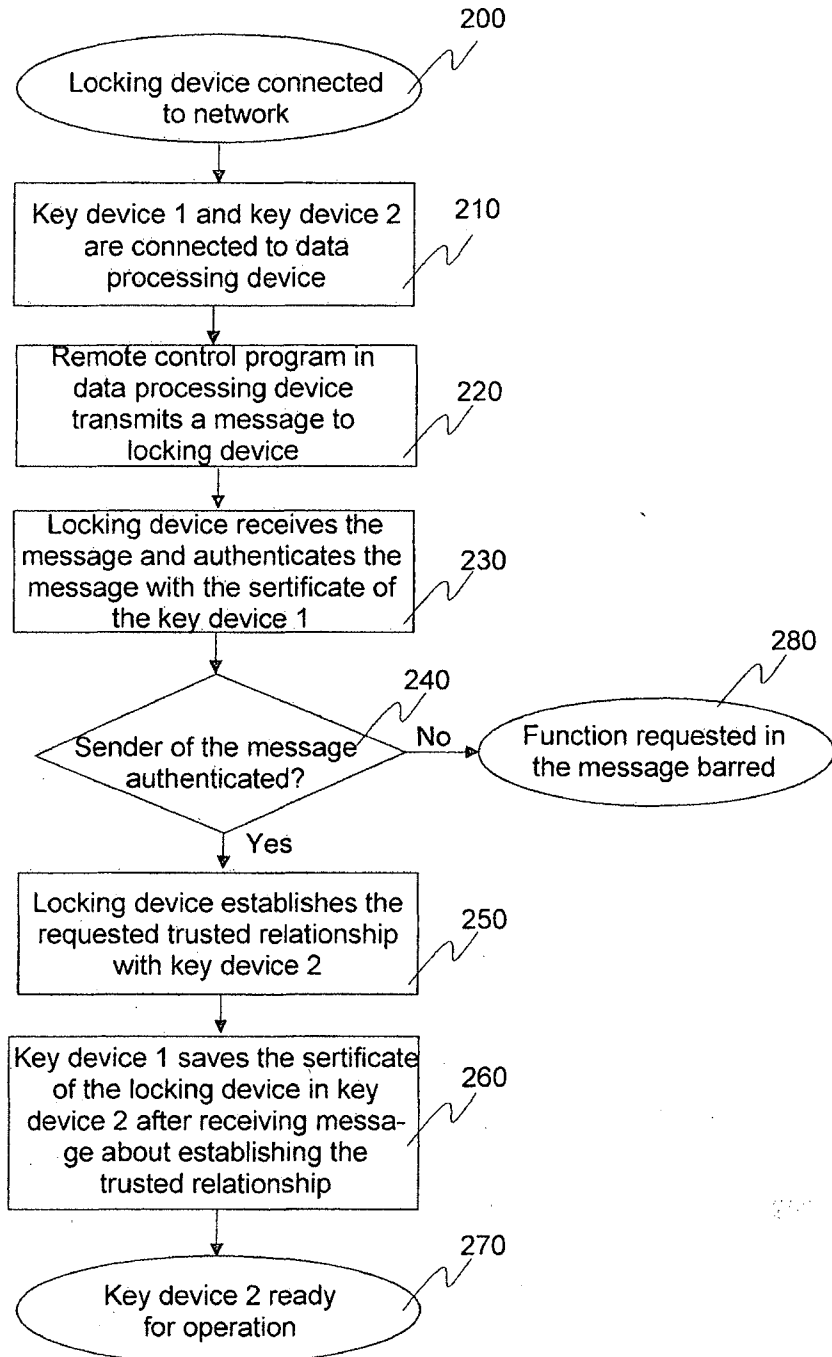 200
Locking device connected
to network
Key device 1 and key device 2
are connected to data
processing device
210
Remote control program in
data processing device
transmits a message to
locking device
220
Locking device receives the
message and authenticates the
message with the sertificate of
the key device 1
230
240
Sender of the message
authenticated?
No
280
Function requested in
the message barred
Yes
Locking device establishes the
requested trusted relationship
with key device 2
250
Key device 1 saves the sertificate
of the locking device in key
device 2 after receiving messa-
ge about establishing the
trusted relationship
260
270
Key device 2 ready
for operation